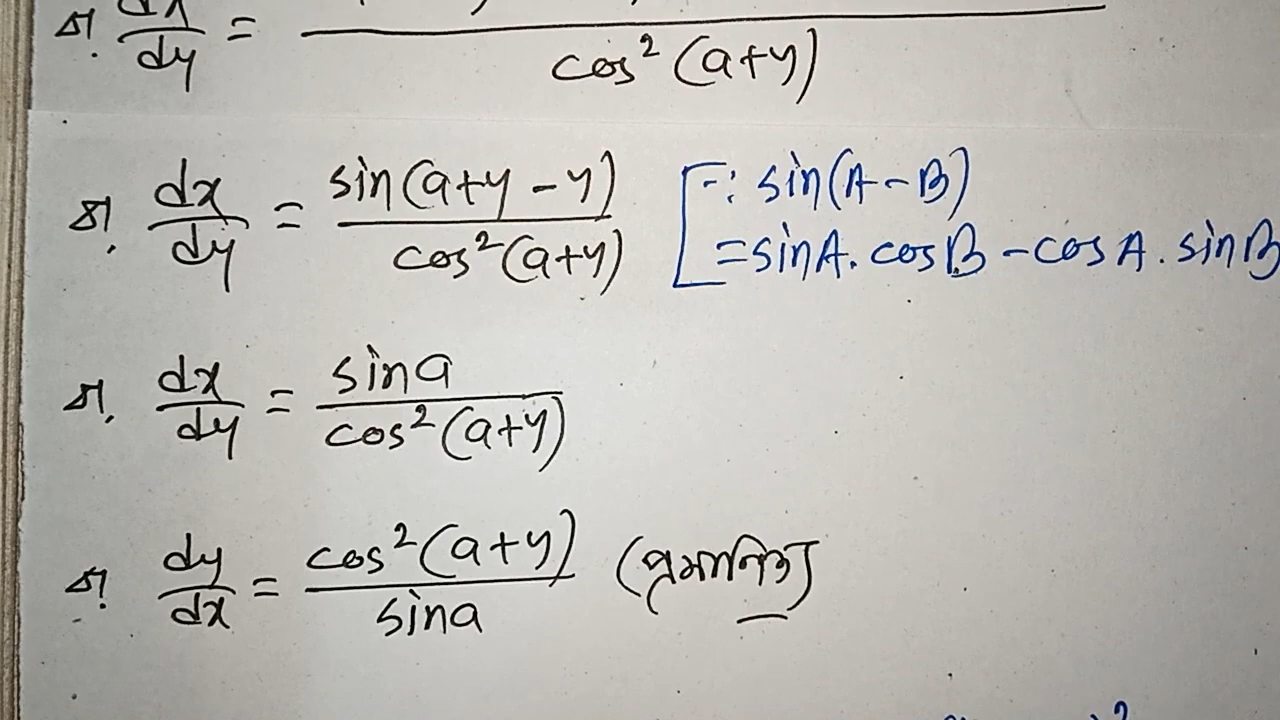 বা, dx/dy = ———/cos²(a+y)
বা, dx/dy = sin(a+y-y)/cos²(a+y) [∵ sin(A-B)
= sinA. cosB - cosA. sinB
বা, dx/dy = sina/cos²(a+y)
বা, dy/dx = cos²(a+y)/sina (প্রমানিত)